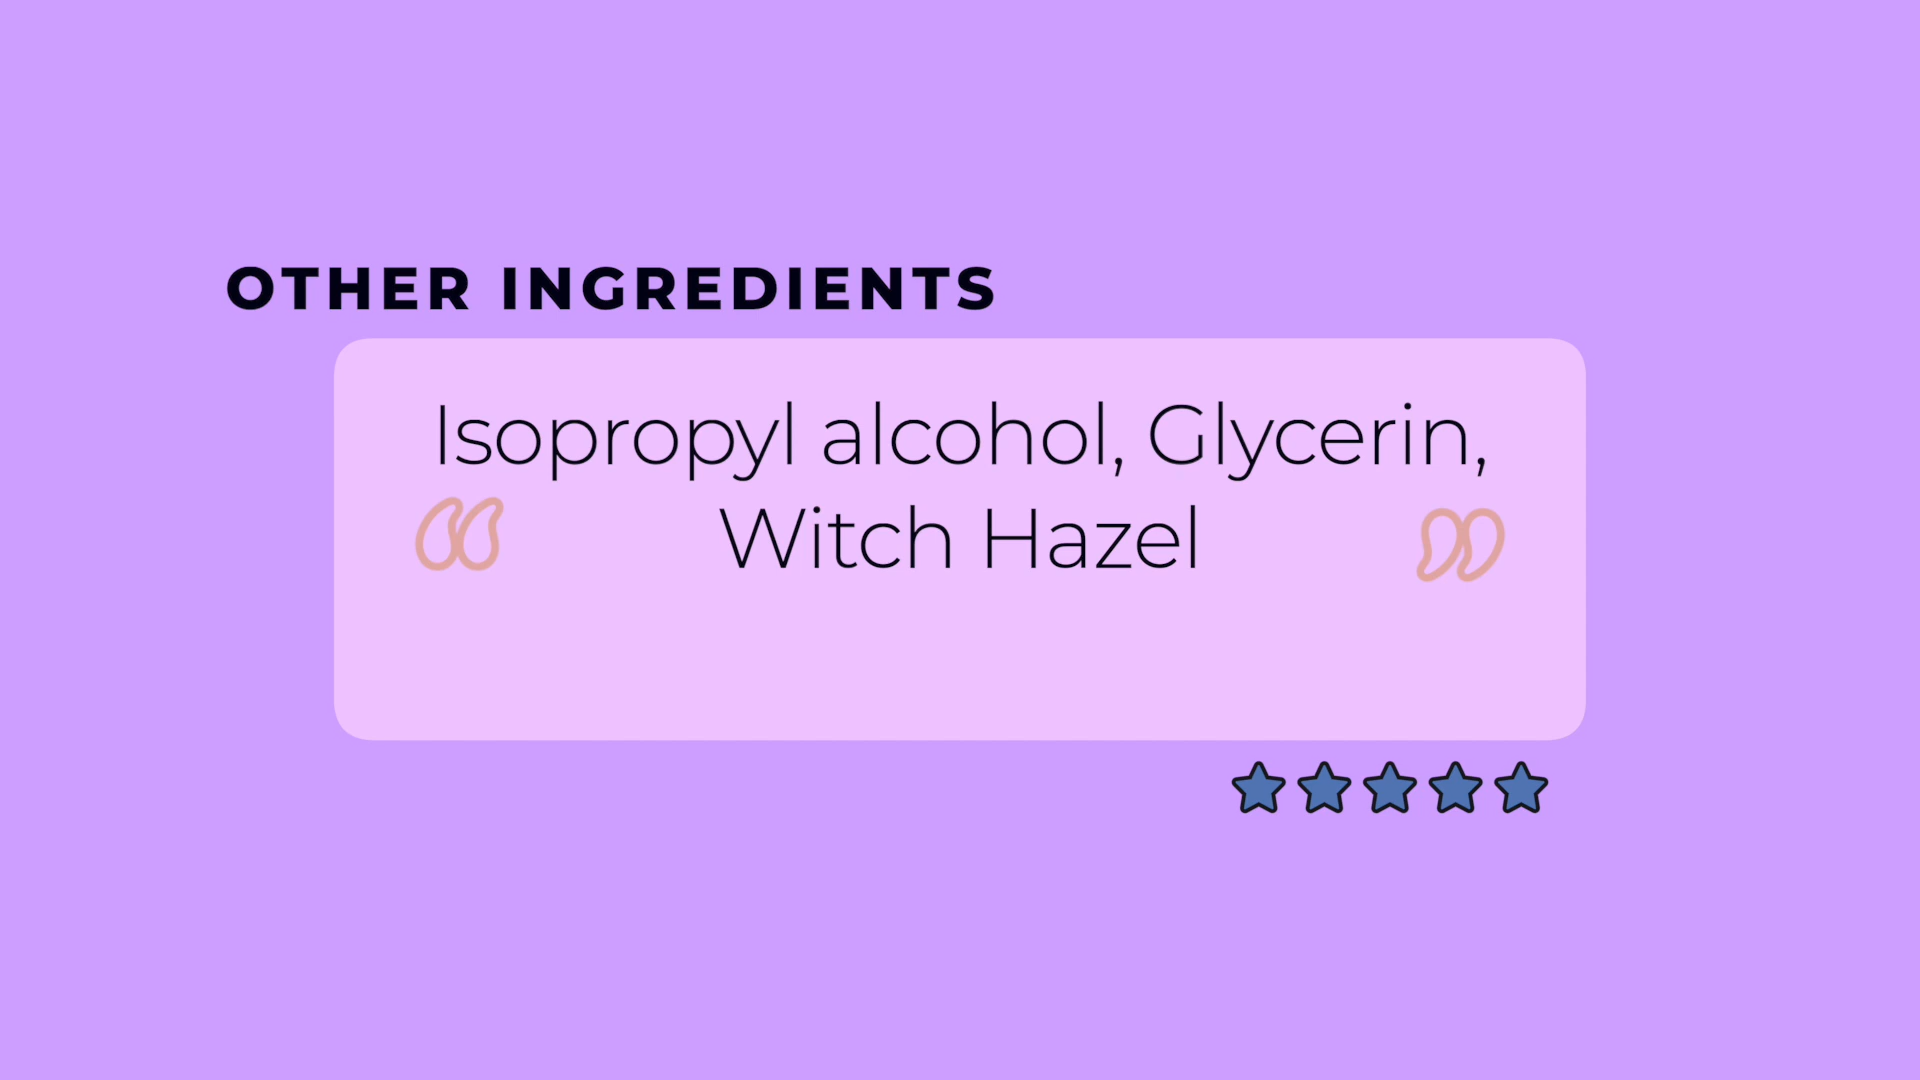 OTHER INGREDIENTS
Isopropyl alcohol, Glycerin,
“ Witch Hazel ”